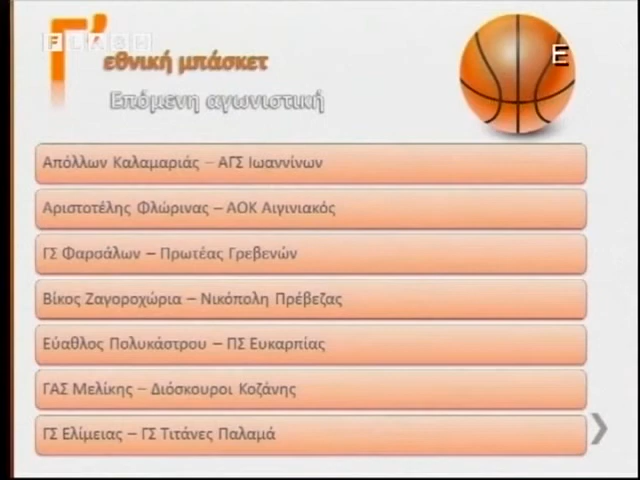 FLASH
Γ' εθνική μπάσκετ
E
Επόμενη αγωνιστική
Απόλλων Καλαμαριάς – ΑΓΣ Ιωαννίνων
Αριστοτέλης Φλώρινας – ΑΟΚ Αιγινιακός
ΓΣ Φαρσάλων – Πρωτέας Γρεβενών
Βίκος Ζαγοροχώρια – Νικόπολη Πρέβεζας
Εύαθλος Πολυκάστρου – ΠΣ Ευκαρπίας
ΓΑΣ Μελίκης – Διόσκουροι Κοζάνης
ΓΣ Ελίμειας – ΓΣ Τιτάνες Παλαμά